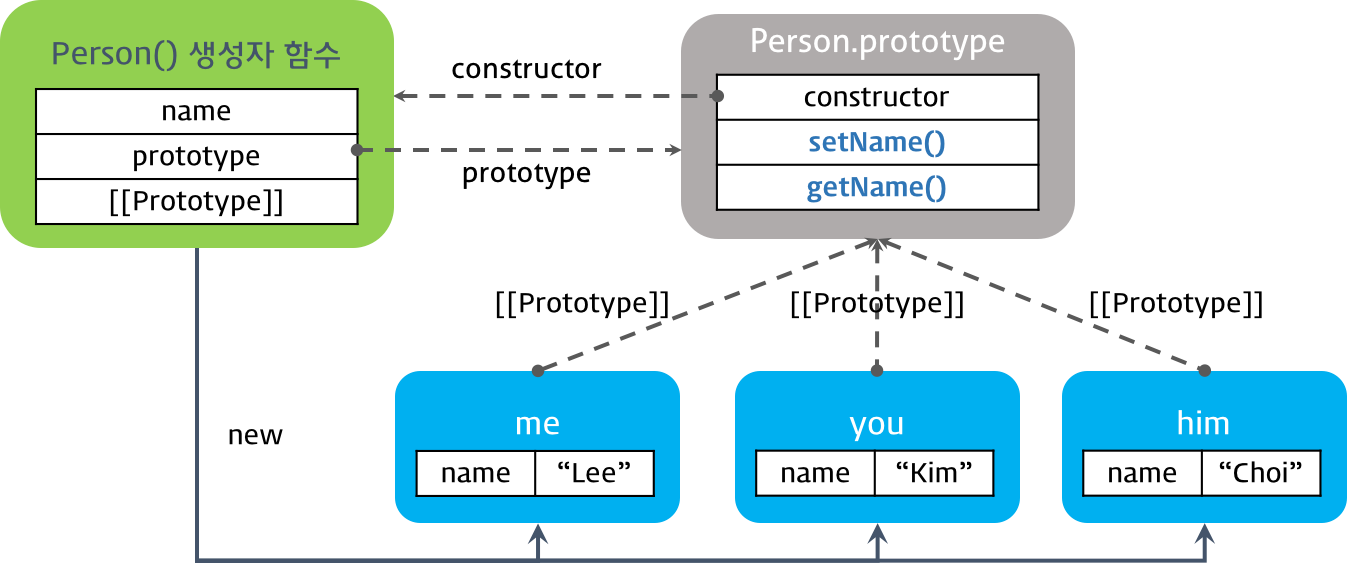 Person() 생성자 함수
name
prototype
[[Prototype]]
constructor
prototype
Person.prototype
constructor
setName()
getName()
[[Prototype]]
[[Prototype]]
[[Prototype]]
new
me
name “Lee”
you
name “Kim”
him
name “Choi”